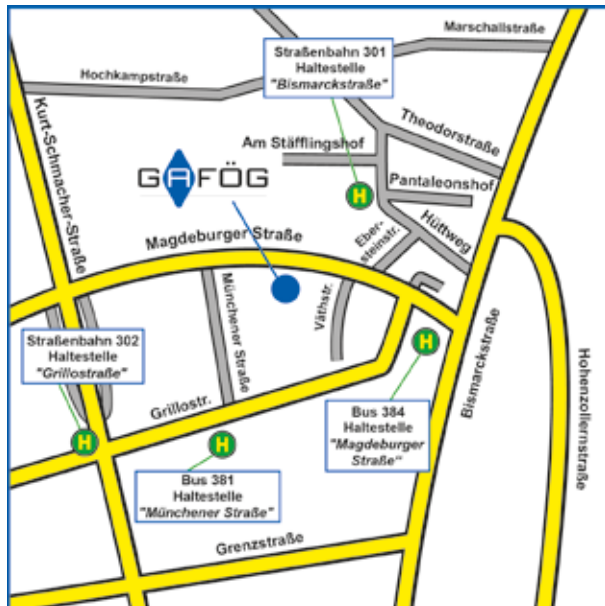 Marschallstraße
Straßenbahn 301
Haltestelle
"Bismarckstraße"
Hochkampstraße
Kurt-Schmacher-Straße
Theodorstraße
Am Stäfflingshof
GAFÖG
Pantaleonshof
H
Magdeburger Straße
Eber-
steinstr.
Hüttweg
Münchener Straße
Väthstr.
Bismarckstraße
Hohenzollernstraße
Straßenbahn 302
Haltestelle
"Grillostraße"
H
Grillostr.
Bus 384
Haltestelle
"Magdeburger
Straße"
H
H
Bus 381
Haltestelle
"Münchener Straße"
Grenzstraße